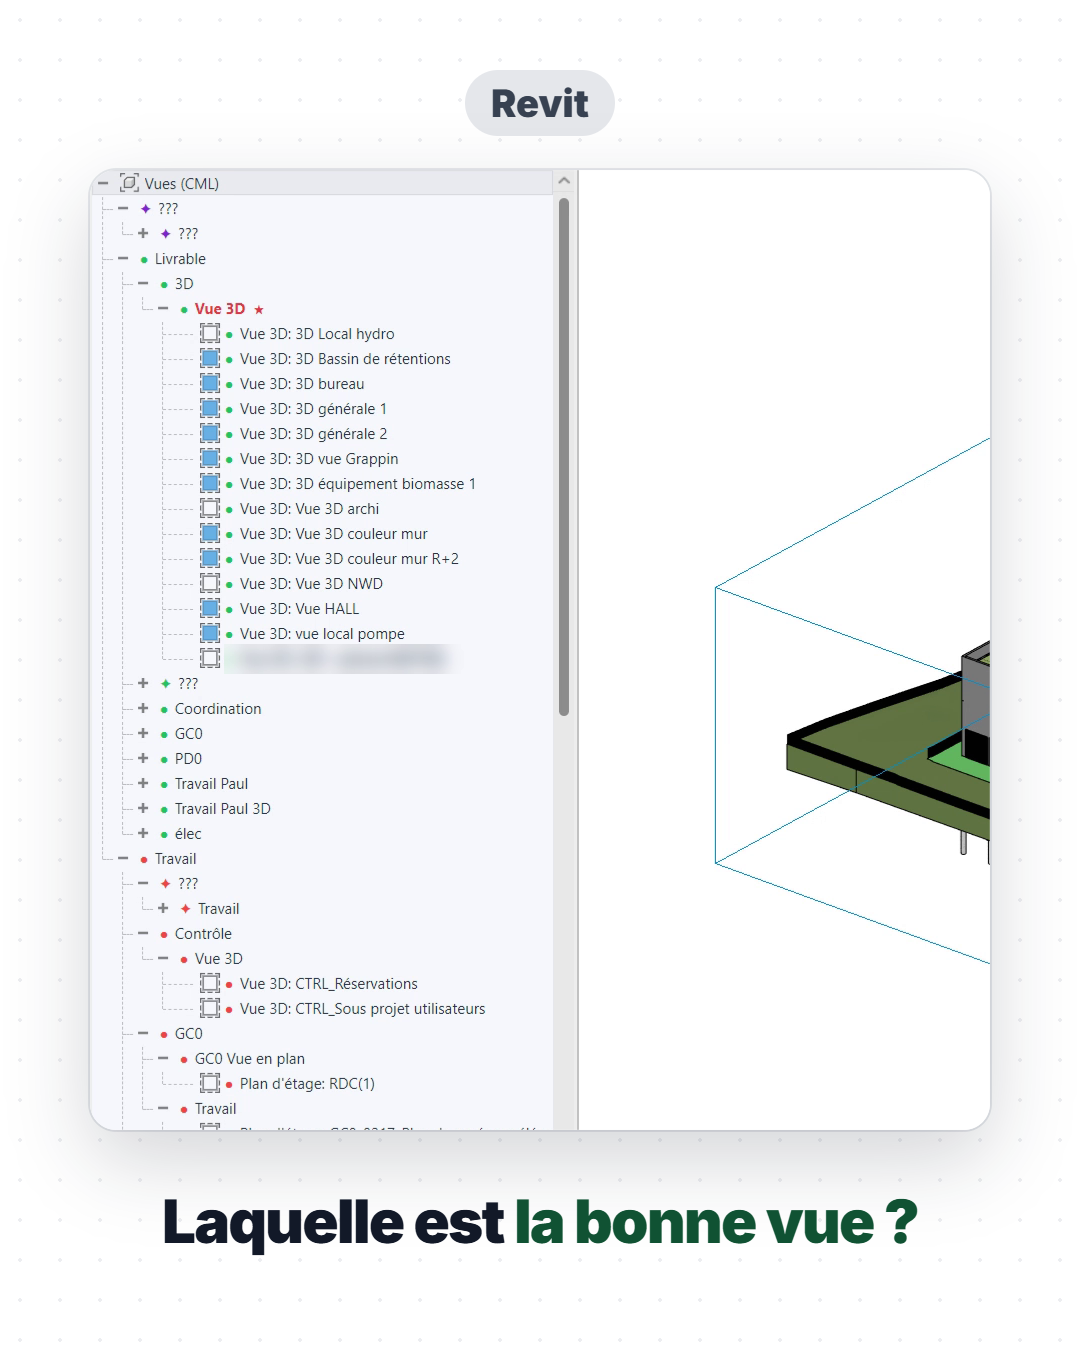 Revit
Vues (CML)
???
???
Livrable
3D
Vue 3D
Vue 3D: 3D Local hydro
Vue 3D: 3D Bassin de rétentions
Vue 3D: 3D bureau
Vue 3D: 3D générale 1
Vue 3D: 3D générale 2
Vue 3D: 3D vue Grappin
Vue 3D: 3D équipement biomasse 1
Vue 3D: Vue 3D archi
Vue 3D: Vue 3D couleur mur
Vue 3D: Vue 3D couleur mur R+2
Vue 3D: Vue 3D NWD
Vue 3D: Vue HALL
Vue 3D: vue local pompe
???
Coordination
GC0
PD0
Travail Paul
Travail Paul 3D
élec
Travail
???
Travail
Contrôle
Vue 3D
Vue 3D: CTRL_Réservations
Vue 3D: CTRL_Sous projet utilisateurs
GC0
GC0 Vue en plan
Plan d'étage: RDC(1)
Travail
Laquelle est la bonne vue ?